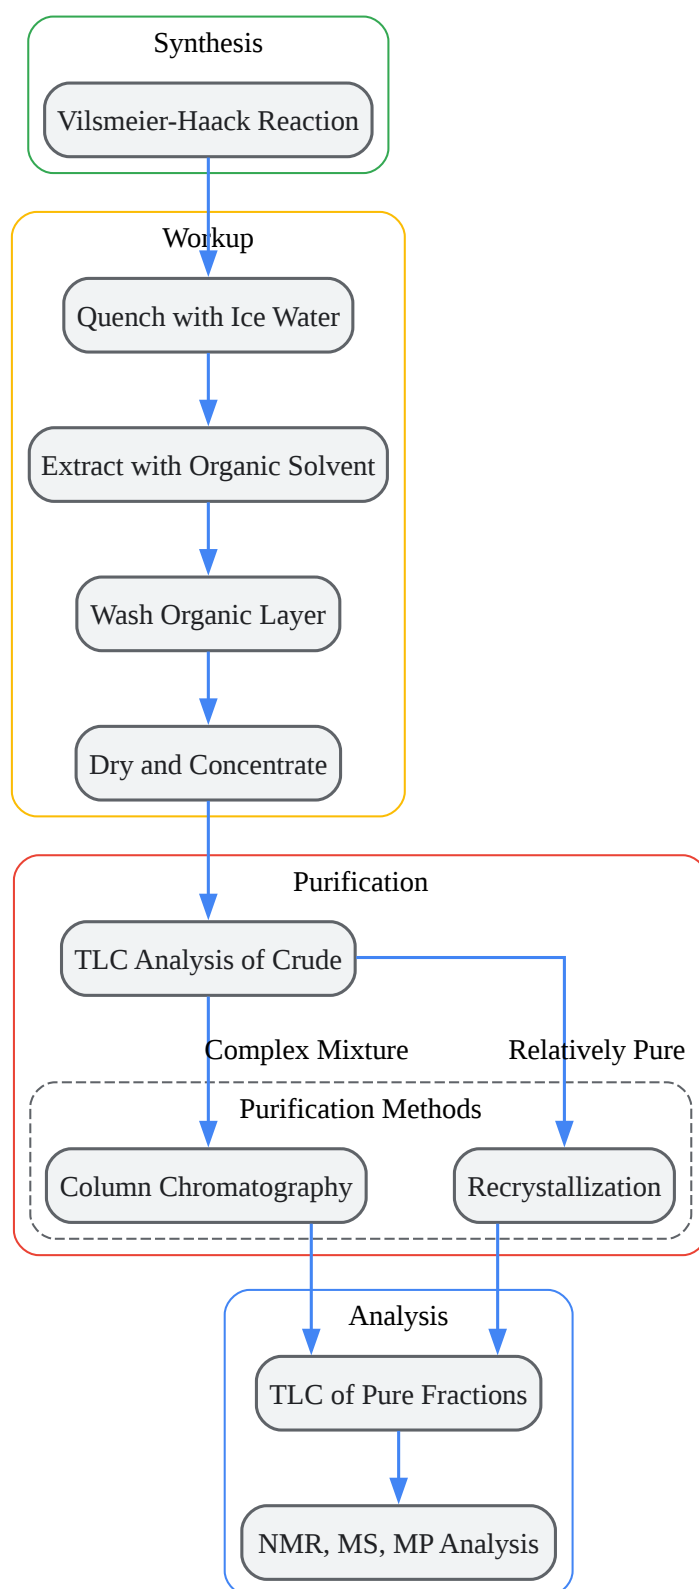 Synthesis
Vilsmeier-Haack Reaction
Workup
Quench with Ice Water
Extract with Organic Solvent
Wash Organic Layer
Dry and Concentrate
Purification
TLC Analysis of Crude
Complex Mixture
Relatively Pure
Purification Methods
Column Chromatography
Recrystallization
Analysis
TLC of Pure Fractions
NMR, MS, MP Analysis